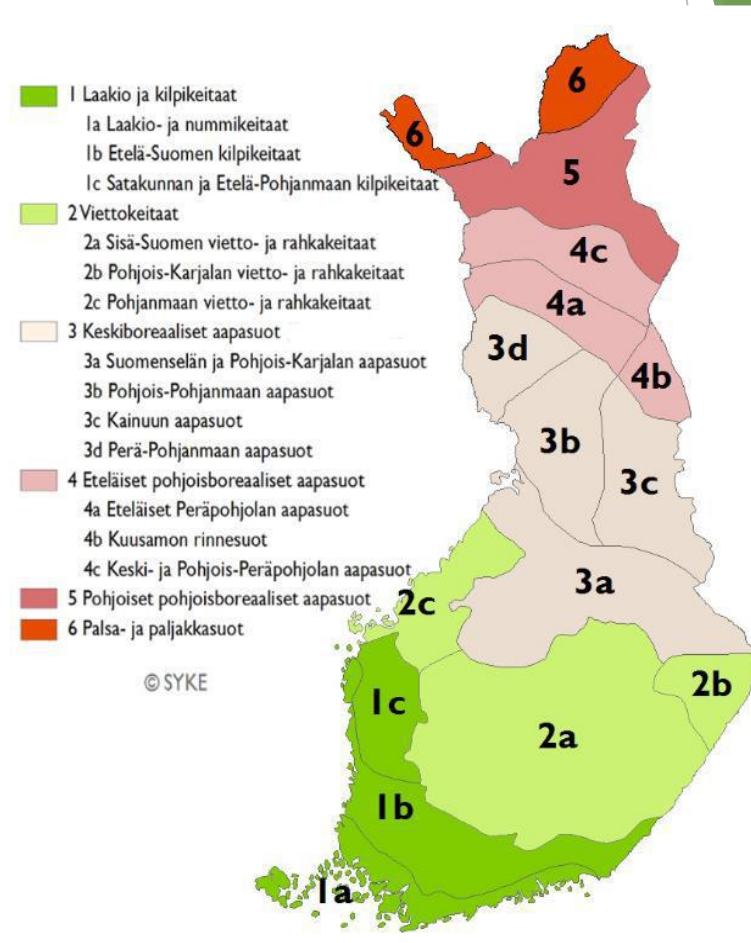 1 Laakio ja kilpikeitaat
1a Laakio- ja nummikeitaat
1b Etelä-Suomen kilpikeitaat
1c Satakunnan ja Etelä-Pohjanmaan kilpikeitaat
2 Viettokeitaat
2a Sisä-Suomen vietto- ja rahkakeitaat
2b Pohjois-Karjalan vietto- ja rahkakeitaat
2c Pohjanmaan vietto- ja rahkakeitaat
3 Keskiboreaaliset aapasuot
3a Suomenselän ja Pohjois-Karjalan aapasuot
3b Pohjois-Pohjanmaan aapasuot
3c Kainuun aapasuot
3d Perä-Pohjanmaan aapasuot
4 Eteläiset pohjoisboreaaliset aapasuot
4a Eteläiset Peräpohjolan aapasuot
4b Kuusamon rinnesuot
4c Keski- ja Pohjois-Peräpohjolan aapasuot
5 Pohjoiset pohjoisboreaaliset aapasuot
6 Palsa- ja paljakkasuot
© SYKE
6
6
5
4c
4a
3d
4b
3b
3c
3a
2c
2b
1c
2a
1b
1a